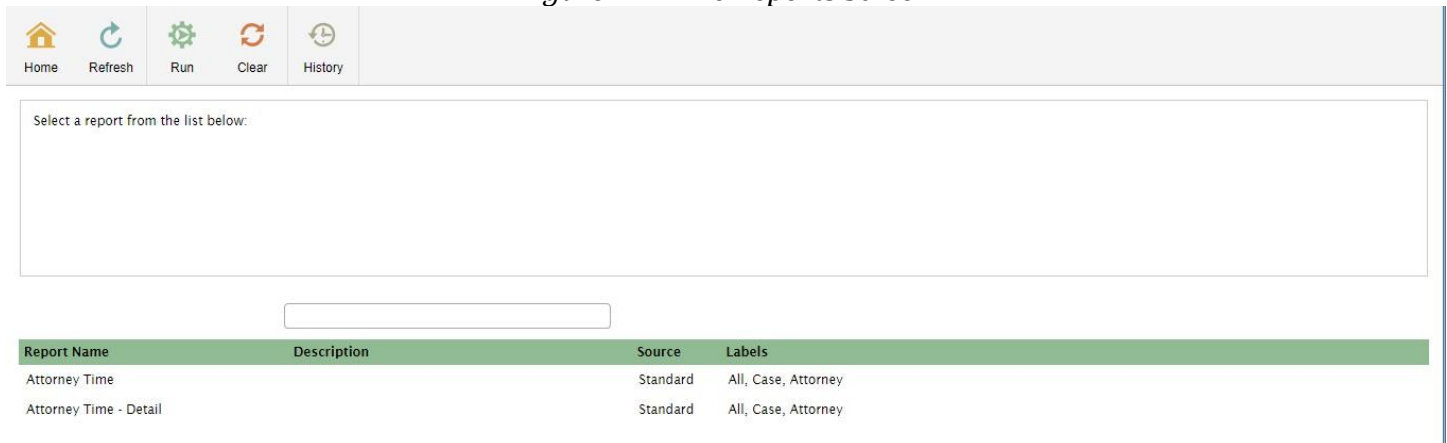 Home Refresh Run Clear History
Select a report from the list below:
Report Name Description Source Labels
Attorney Time Standard All, Case, Attorney
Attorney Time - Detail Standard All, Case, Attorney